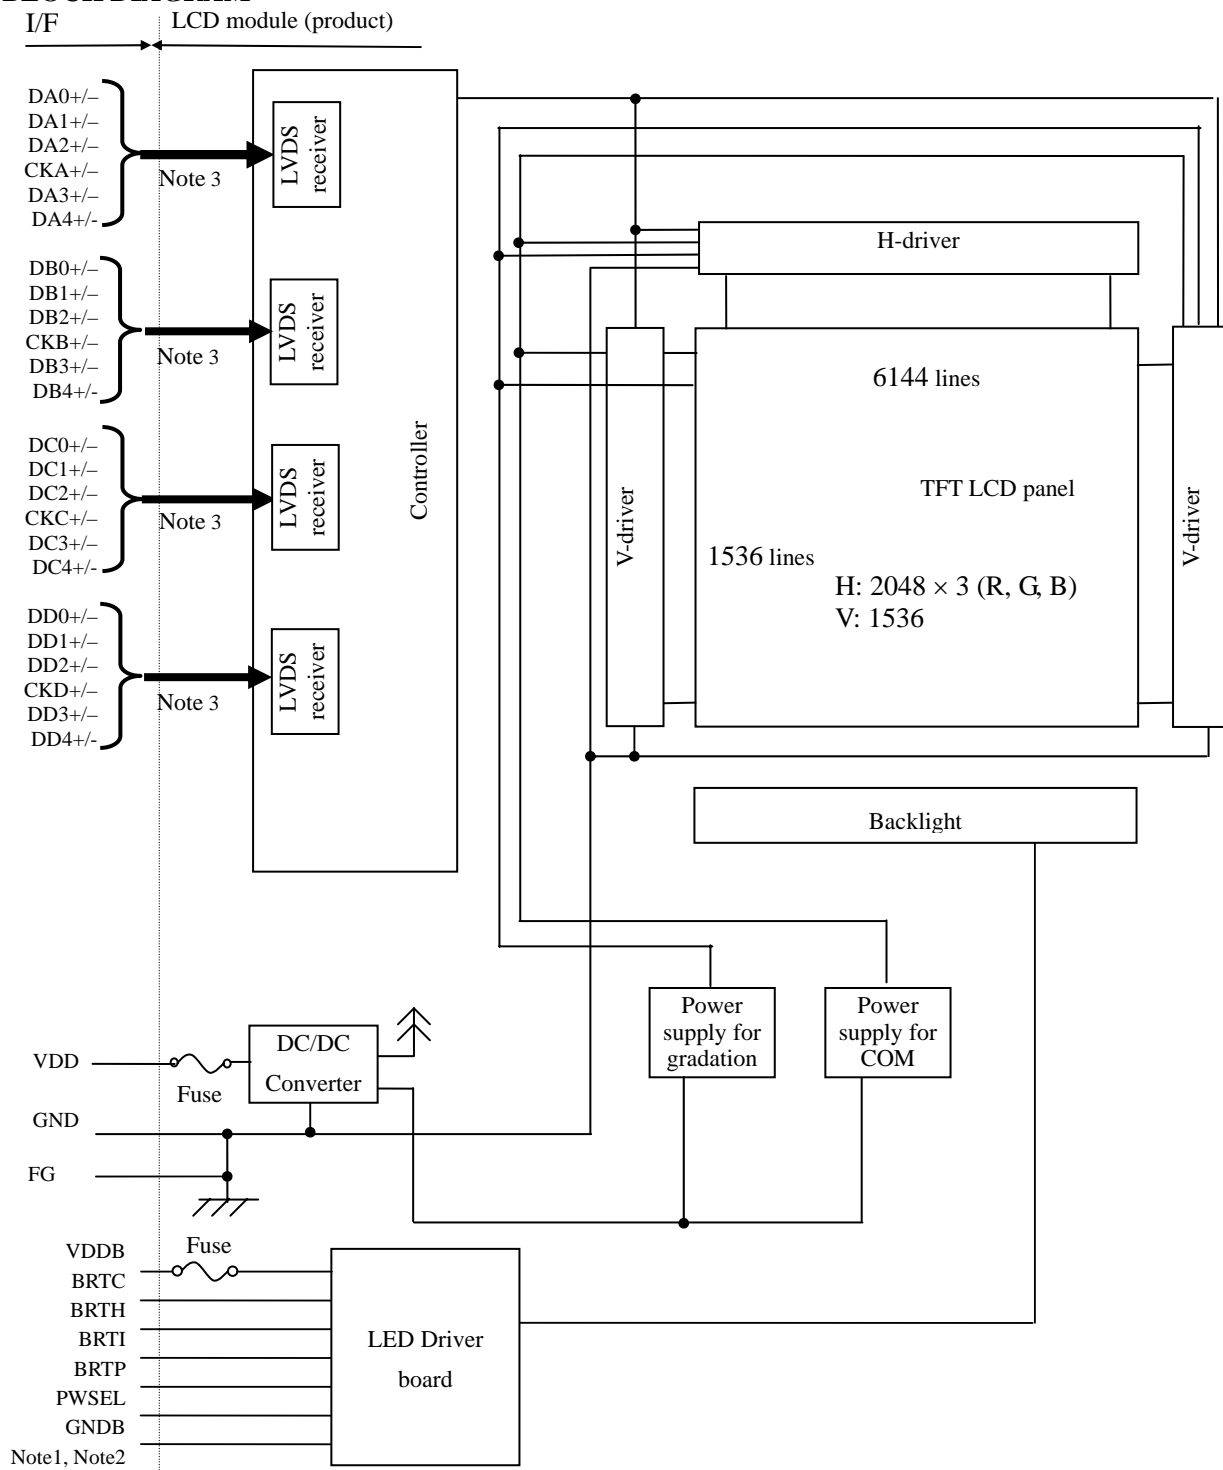 BLOCK DIAGRAM
I/F
LCD module (product)
DA0+/–
DA1+/–
DA2+/–
CKA+/–
DA3+/–
DA4+/-
Note 3
LVDS
receiver
DB0+/–
DB1+/–
DB2+/–
CKB+/–
DB3+/–
DB4+/-
Note 3
LVDS
receiver
DC0+/–
DC1+/–
DC2+/–
CKC+/–
DC3+/–
DC4+/-
Note 3
LVDS
receiver
DD0+/–
DD1+/–
DD2+/–
CKD+/–
DD3+/–
DD4+/-
Note 3
LVDS
receiver
Controller
H-driver
V-driver
6144 lines
TFT LCD panel
1536 lines
H: 2048 × 3 (R, G, B)
V: 1536
V-driver
Backlight
Power
supply for
gradation
Power
supply for
COM
VDD
Fuse
DC/DC
Converter
GND
FG
Fuse
VDDB
BRTC
BRTH
BRTI
BRTP
PWSEL
GNDB
Note1, Note2
LED Driver
board